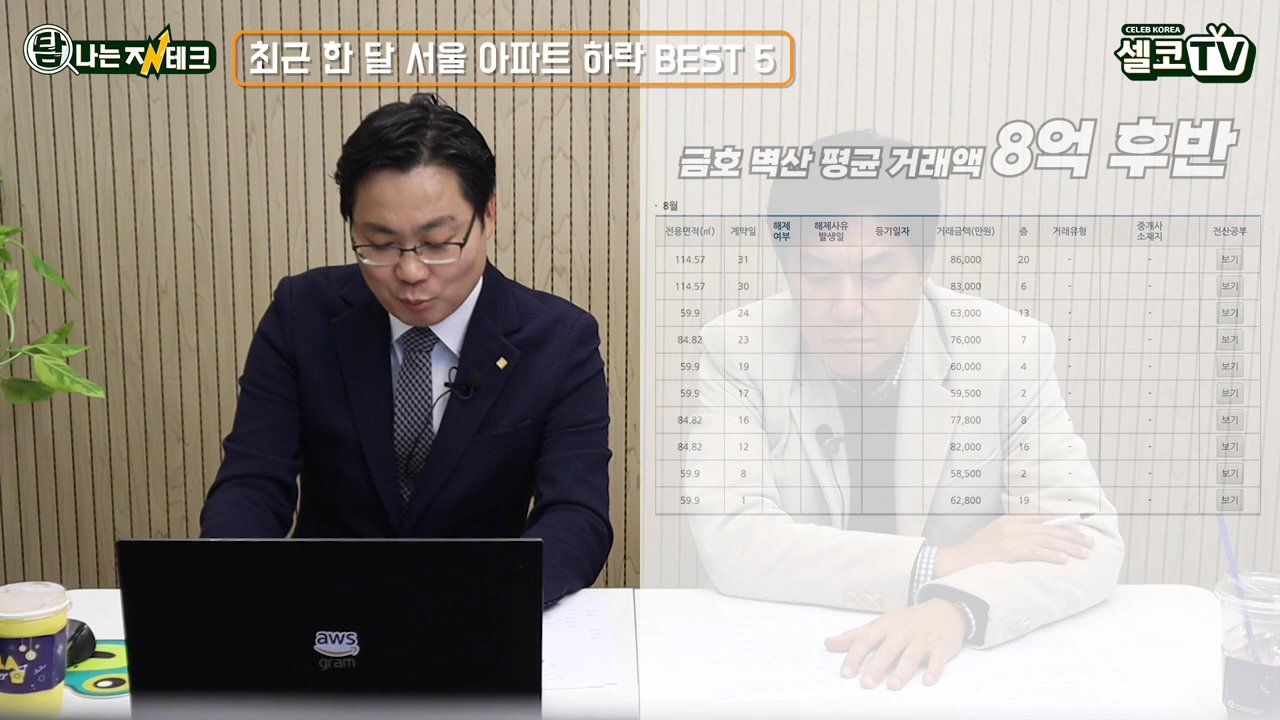 탐나는 재테크
최근 한 달 서울 아파트 하락 BEST 5
CELEB KOREA
셀코TV
금호 벽산 평균 거래액 8억 후반
· 8월
전용면적(㎡) 계약일 해제여부 해제사유 발생일 등기일자 거래금액(만원) 층 거래유형 중개사 소재지 전산공부
114.57 31 86,000 20 - - 보기
114.57 30 83,000 6 - - 보기
59.9 24 63,000 13 - - 보기
84.82 23 76,000 7 - - 보기
59.9 19 60,000 4 - - 보기
59.9 17 59,500 2 - - 보기
84.82 16 77,800 8 - - 보기
84.82 12 82,000 16 - - 보기
59.9 8 58,500 2 - - 보기
59.9 1 62,800 19 - - 보기
aws
gram